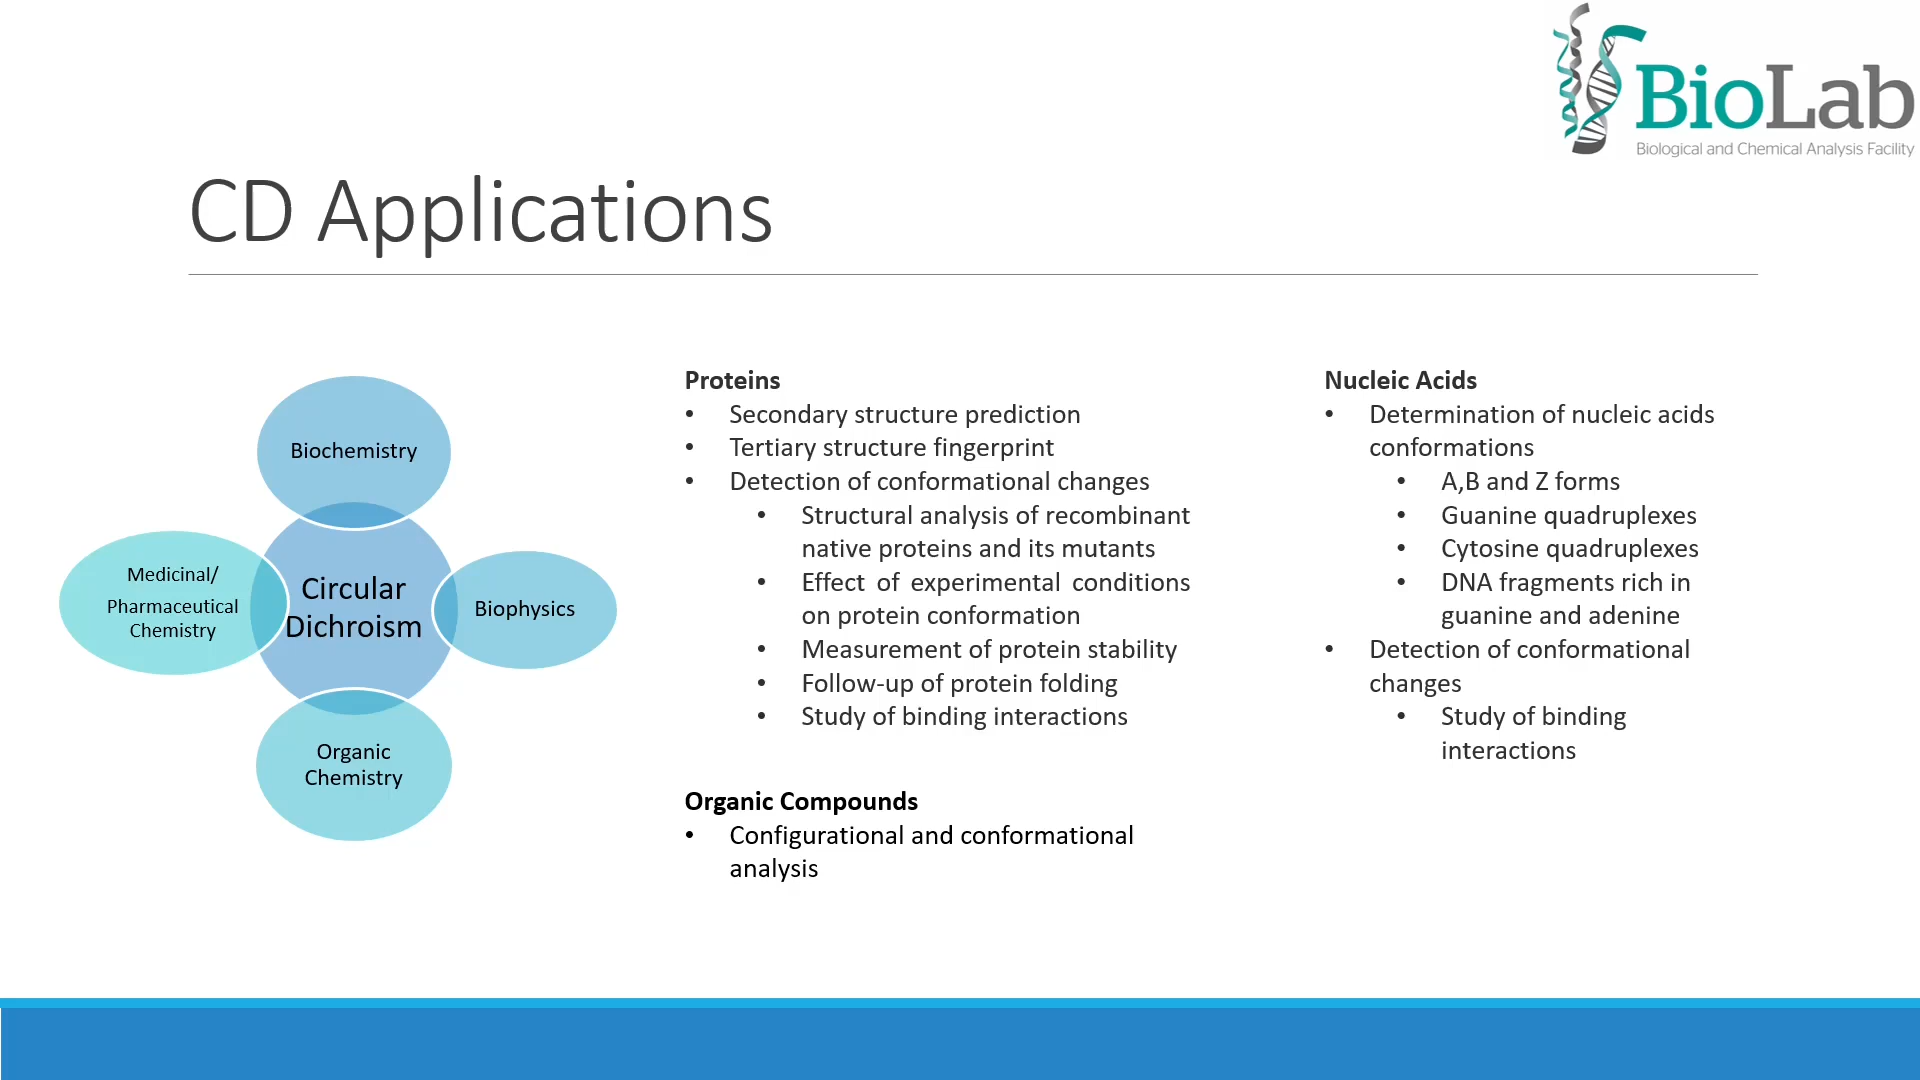 BioLab
Biological and Chemical Analysis Facility
CD Applications
Biochemistry
Medicinal/
Pharmaceutical
Chemistry
Circular
Dichroism
Biophysics
Organic
Chemistry
Proteins
• Secondary structure prediction
• Tertiary structure fingerprint
• Detection of conformational changes
• Structural analysis of recombinant
native proteins and its mutants
• Effect of experimental conditions
on protein conformation
• Measurement of protein stability
• Follow-up of protein folding
• Study of binding interactions
Organic Compounds
• Configurational and conformational
analysis
Nucleic Acids
• Determination of nucleic acids
conformations
• A,B and Z forms
• Guanine quadruplexes
• Cytosine quadruplexes
• DNA fragments rich in
guanine and adenine
• Detection of conformational
changes
• Study of binding
interactions